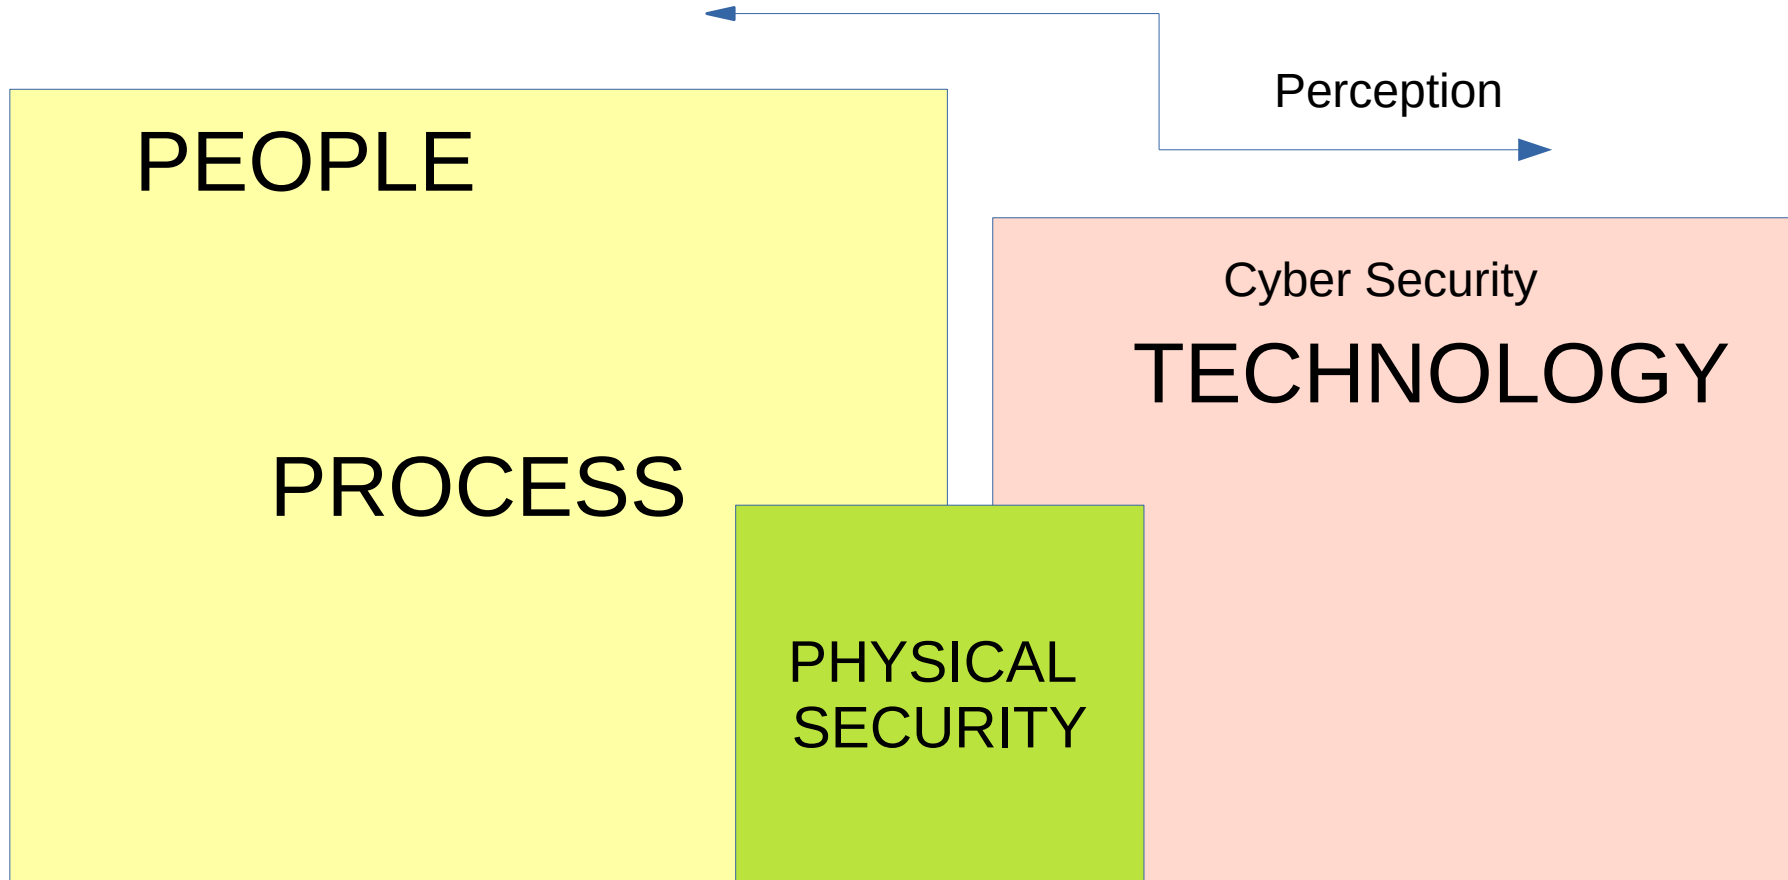 Perception
PEOPLE
Cyber Security
TECHNOLOGY
PROCESS
PHYSICAL
SECURITY